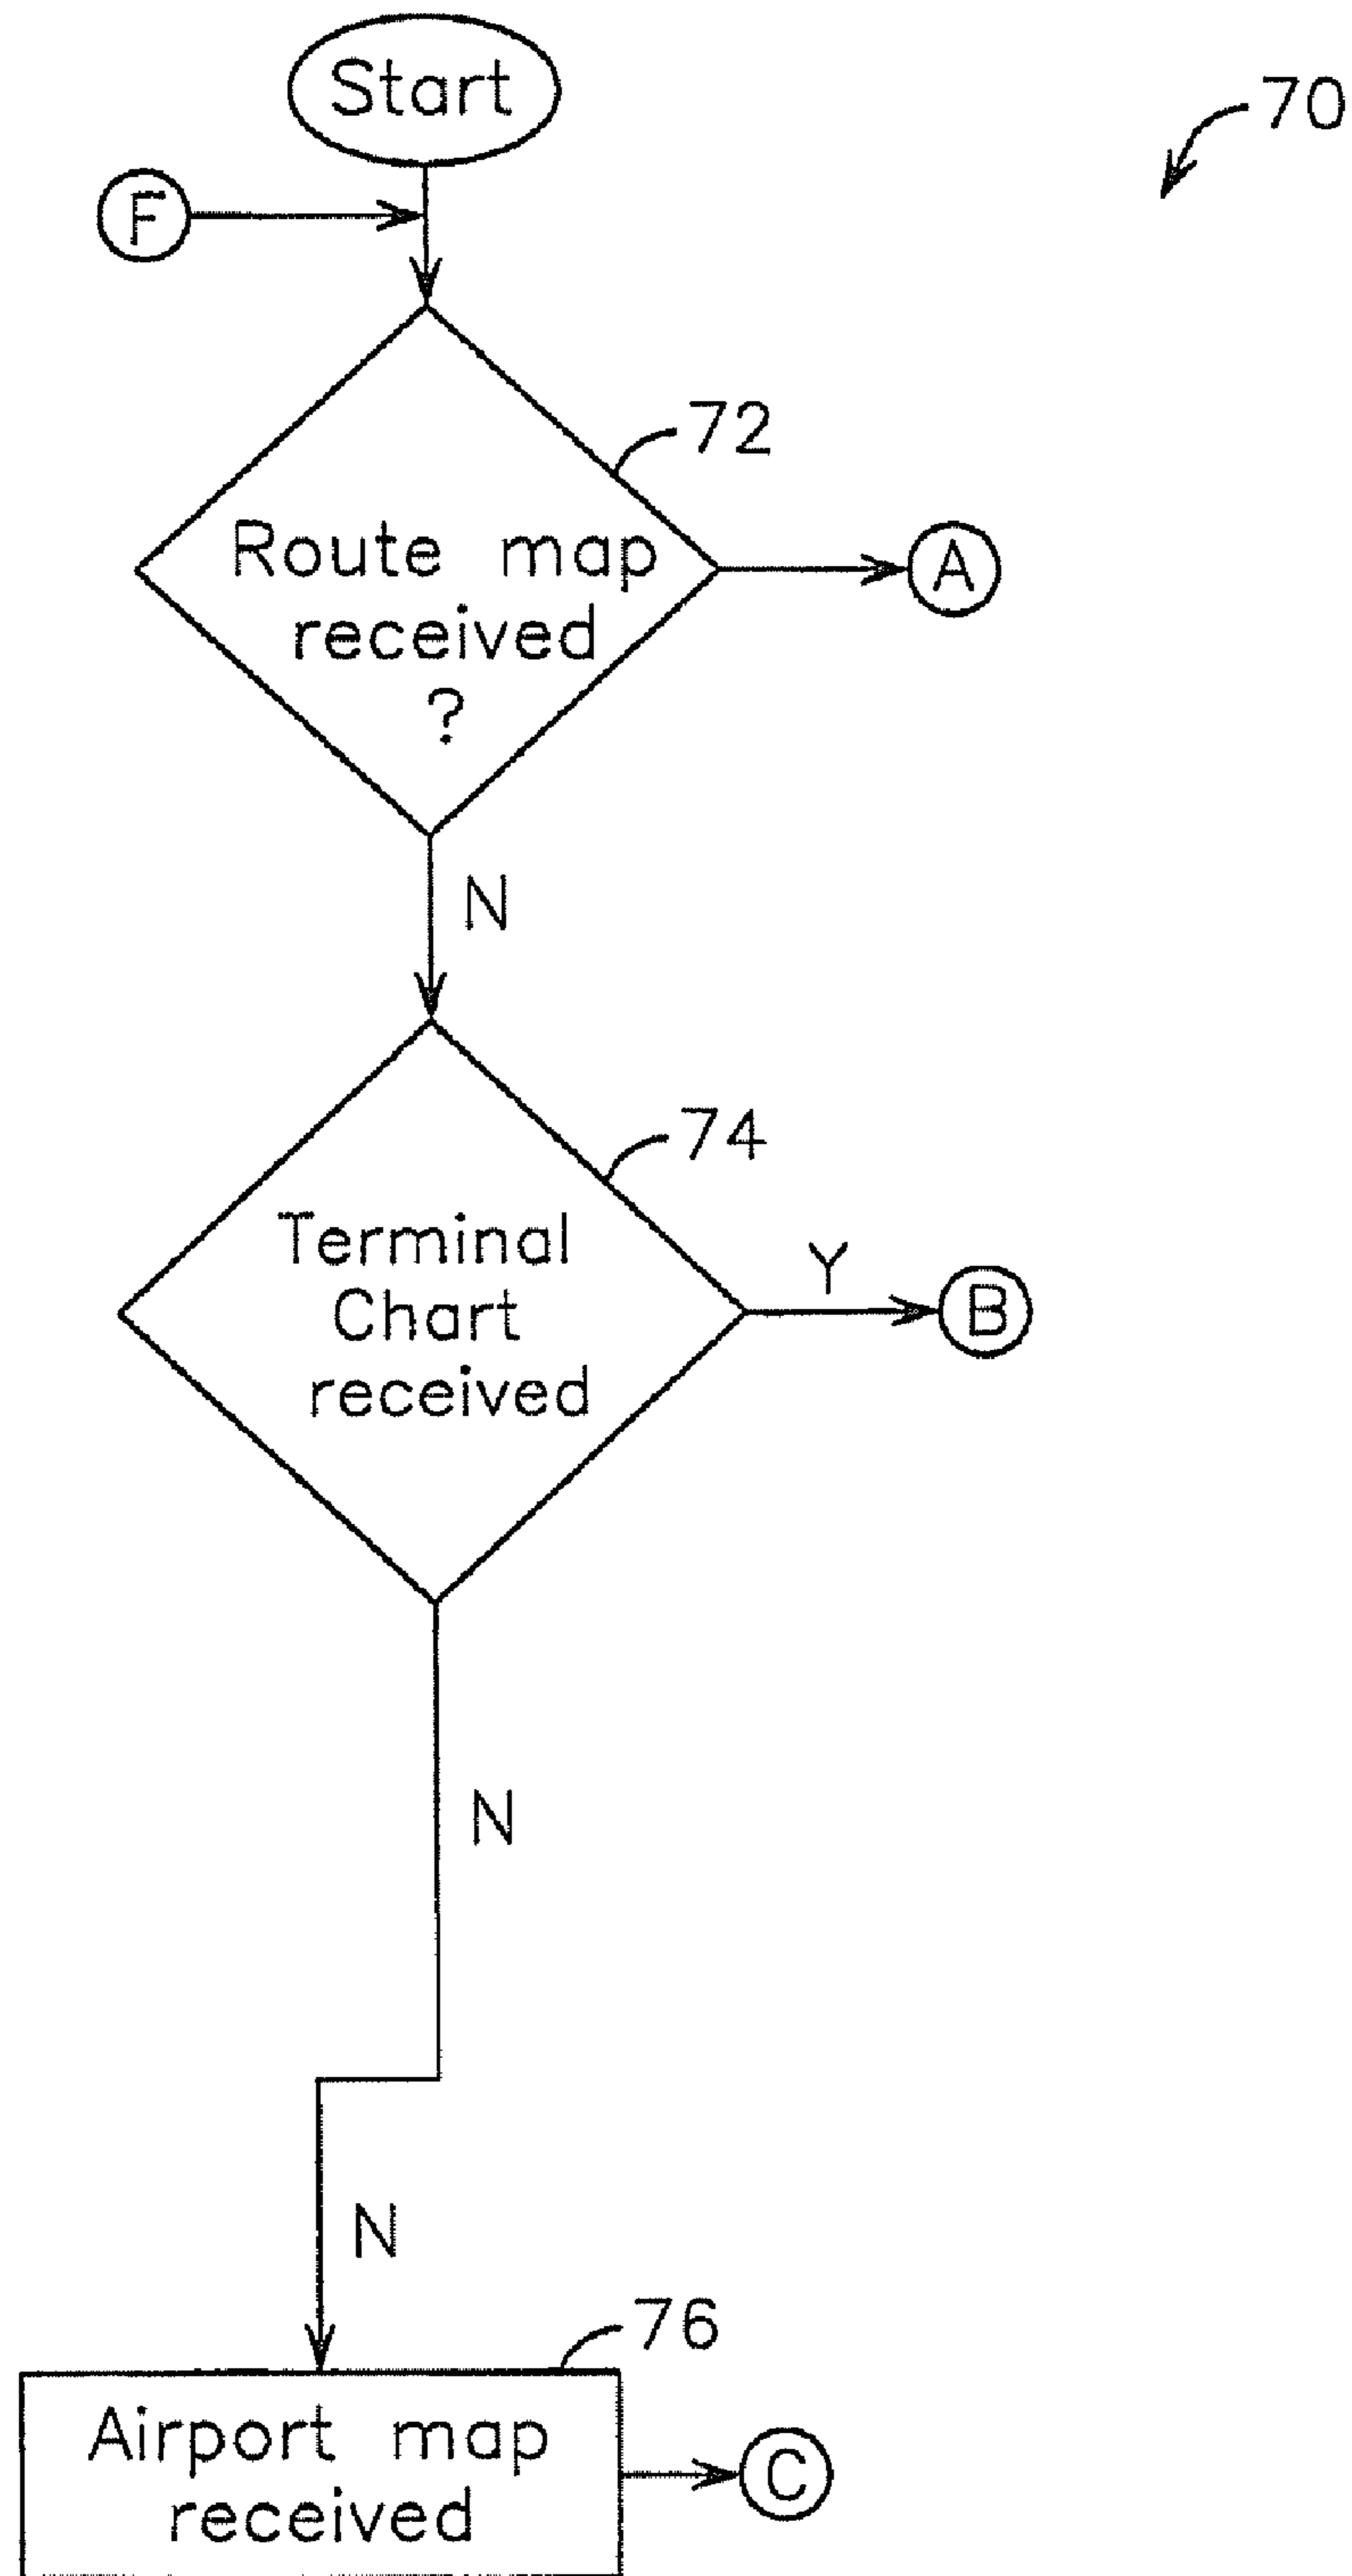 Start
70
F
72
Route map
received
?
A
N
74
Terminal
Chart
received
Y
B
N
N
76
Airport map
received
C